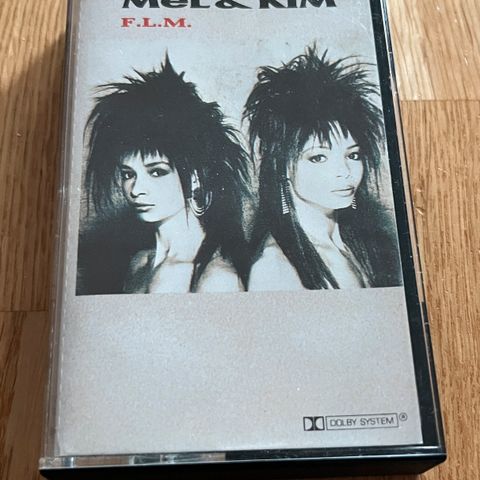 MEL & KIM
F.L.M.
DOLBY SYSTEM ®